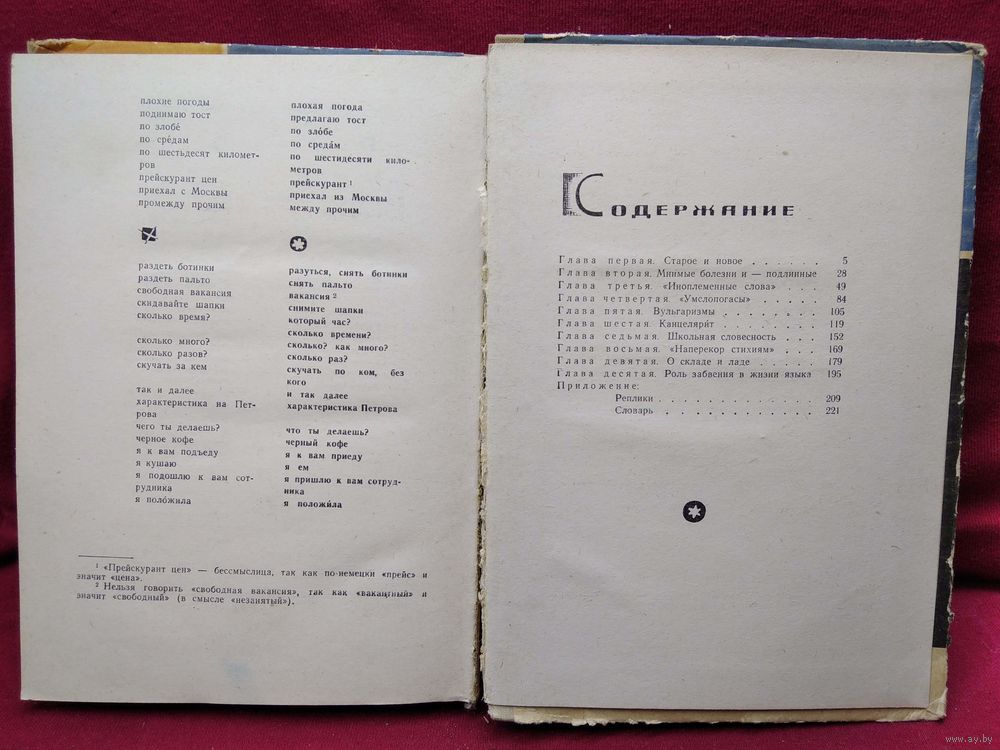 плохие погоды
поднимаю тост
по злобе́
по сре́дам
по шестьдесят километ-
ров
прейскурант цен
приехал с Москвы
промежду прочим
раздеть ботинки
раздеть пальто
свободная вакансия
скидавайте шапки
сколько время?
сколько много?
сколько разов?
скучать за кем
так и далее
характеристика на Пет-
рова
чего ты делаешь?
черное кофе
я к вам подъеду
я кушаю
я подошлю к вам сот-
рудника
я поло́жила
плохая погода
предлагаю тост
по зло́бе
по среда́м
по шестидесяти кило-
метров
прейскурант ¹
приехал из Москвы
между прочим
разуться, снять ботинки
снять пальто
вакансия ²
снимите шапки
который час?
сколько времени?
сколько? как много?
сколько раз?
скучать по ком, без
кого
и так далее
характеристика Петрова
что ты делаешь?
черный кофе
я к вам приеду
я ем
я пришлю к вам сотруд-
ника
я положи́ла
¹ «Прейскурант цен» — бессмыслица, так как по-немецки «прейс» и
значит «цена».
² Нельзя говорить «свободная вакансия», так как «вакантный» и
значит «свободный» (в смысле «незанятый»).
Содержание
Глава первая. Старое и новое . . . . . . 5
Глава вторая. Мнимые болезни и — подлинные 28
Глава третья. «Иноплеменные слова» . . . . 49
Глава четвертая. «Умслопогасы» . . . . . 84
Глава пятая. Вульгаризмы . . . . . . . 105
Глава шестая. Канцеляри́т . . . . . . . 119
Глава седьмая. Школьная словесность . . . 152
Глава восьмая. «Наперекор стихиям» . . . 169
Глава девятая. О складе и ладе . . . . . 179
Глава десятая. Роль забвения в жизни языка 195
Приложение:
Реплики . . . . . . . . . . . 209
Словарь . . . . . . . . . . . 221
www.ay.by